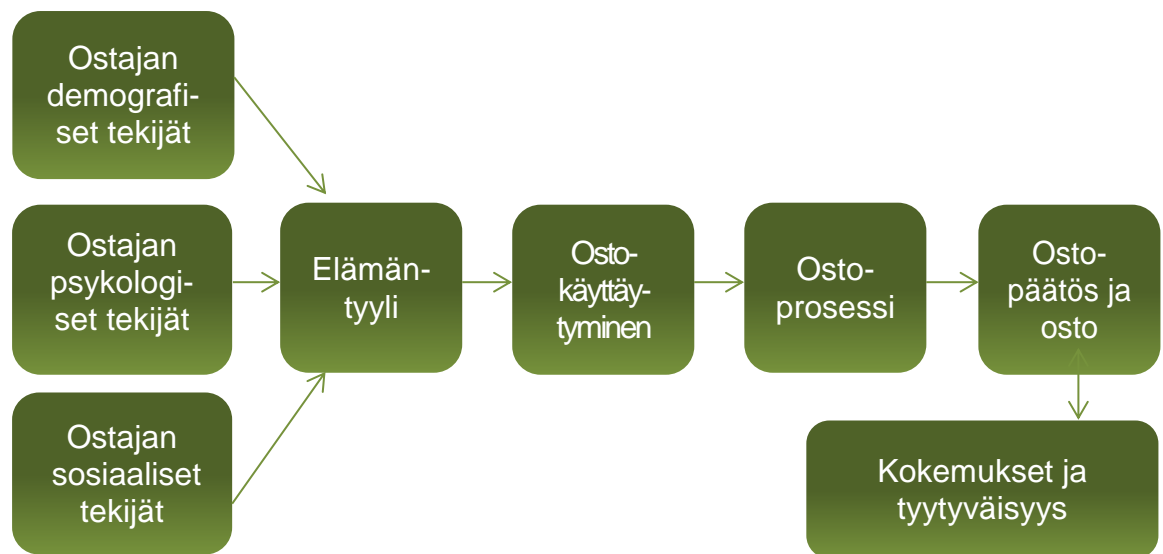 Ostajan
demografi-
set tekijät
Ostajan
psykologi-
set tekijät
Ostajan
sosiaaliset
tekijät
Elämän-
tyyli
Osto-
käyttäy-
tyminen
Osto-
prosessi
Osto-
päätös ja
osto
Kokemukset ja
tyytyväisyys